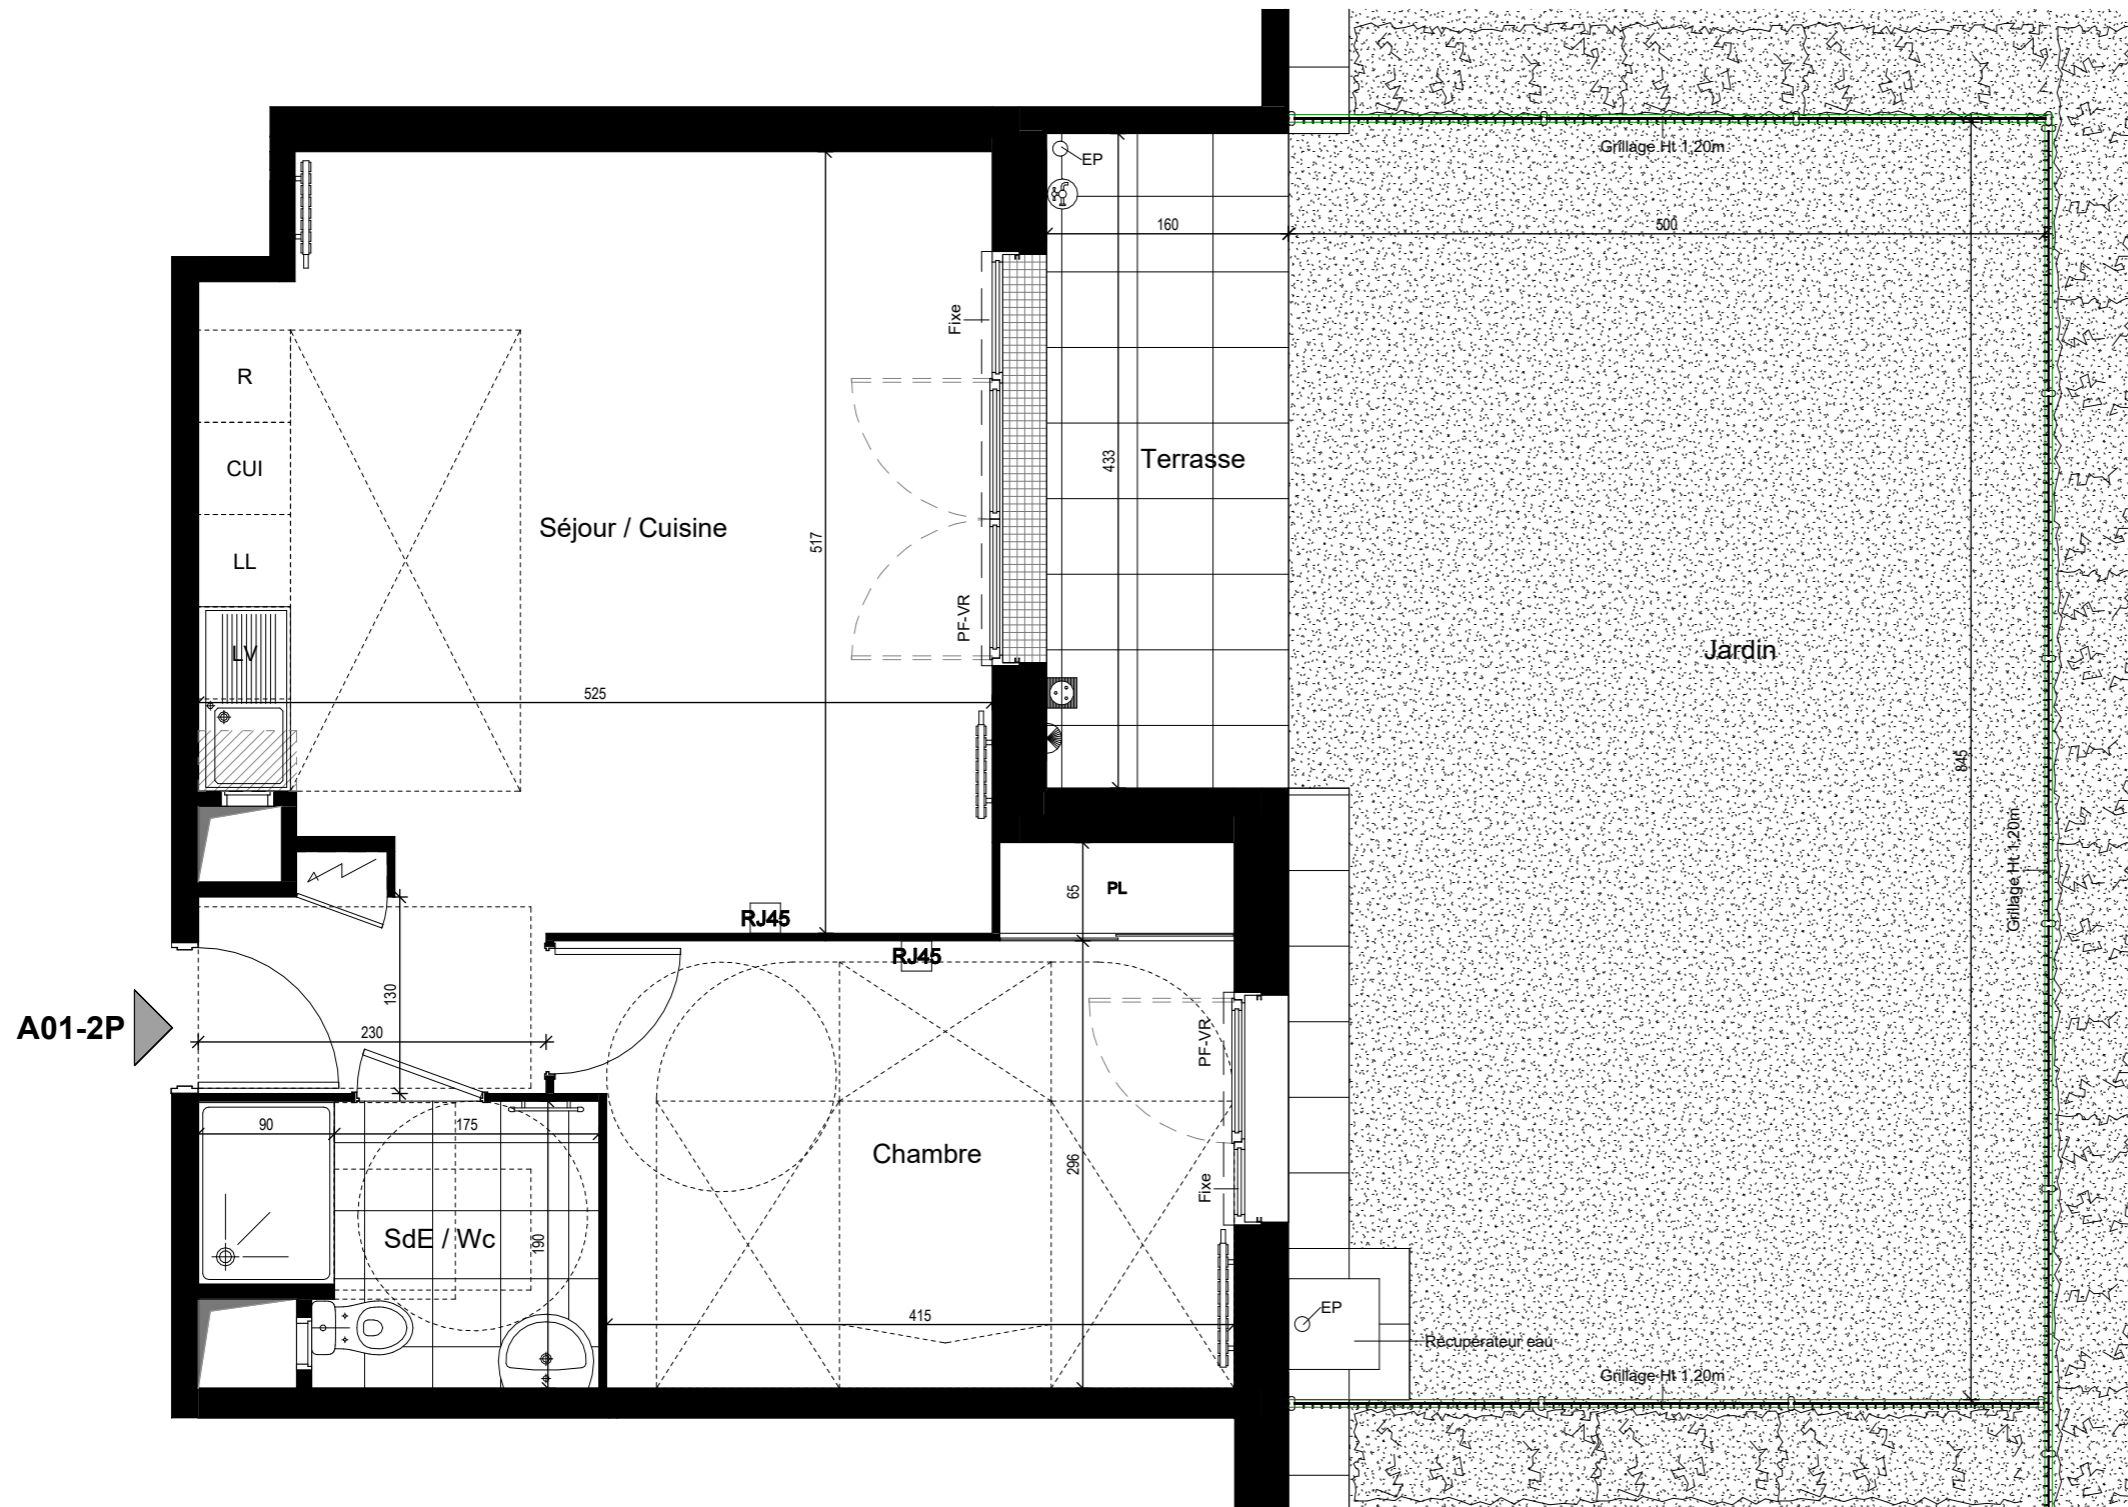 Grillage Ht 1,20m
EP
160
500
Fixe
R
CUI
Séjour / Cuisine
433
Terrasse
517
LL
PF-VR
LV
Jardin
525
845
Grillage Ht 1,20m
65
PL
RJ45
RJ45
130
A01-2P
230
PF-VR
90
175
Chambre
296
Fixe
SdE / Wc
190
415
EP
Récupérateur eau
Grillage Ht 1,20m